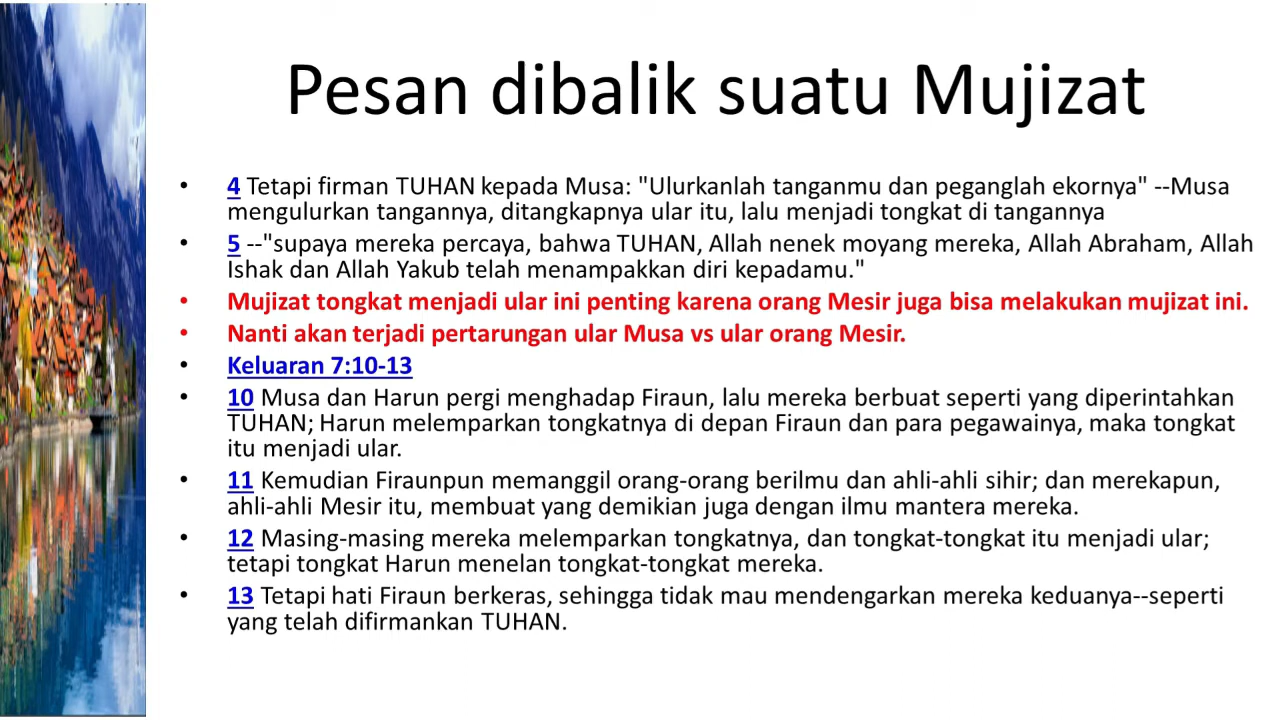 Pesan dibalik suatu Mujizat
• 4 Tetapi firman TUHAN kepada Musa: "Ulurkanlah tanganmu dan peganglah ekornya" --Musa
mengulurkan tangannya, ditangkapnya ular itu, lalu menjadi tongkat di tangannya
• 5 --"supaya mereka percaya, bahwa TUHAN, Allah nenek moyang mereka, Allah Abraham, Allah
Ishak dan Allah Yakub telah menampakkan diri kepadamu."
• Mujizat tongkat menjadi ular ini penting karena orang Mesir juga bisa melakukan mujizat ini.
• Nanti akan terjadi pertarungan ular Musa vs ular orang Mesir.
• Keluaran 7:10-13
• 10 Musa dan Harun pergi menghadap Firaun, lalu mereka berbuat seperti yang diperintahkan
TUHAN; Harun melemparkan tongkatnya di depan Firaun dan para pegawainya, maka tongkat
itu menjadi ular.
• 11 Kemudian Firaunpun memanggil orang-orang berilmu dan ahli-ahli sihir; dan merekapun,
ahli-ahli Mesir itu, membuat yang demikian juga dengan ilmu mantera mereka.
• 12 Masing-masing mereka melemparkan tongkatnya, dan tongkat-tongkat itu menjadi ular;
tetapi tongkat Harun menelan tongkat-tongkat mereka.
• 13 Tetapi hati Firaun berkeras, sehingga tidak mau mendengarkan mereka keduanya--seperti
yang telah difirmankan TUHAN.